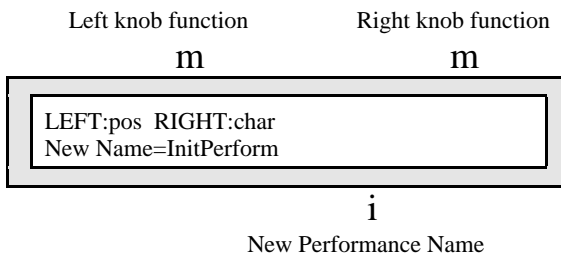 Left knob function Right knob function
m m
LEFT:pos RIGHT:char
New Name=InitPerform
i
New Performance Name